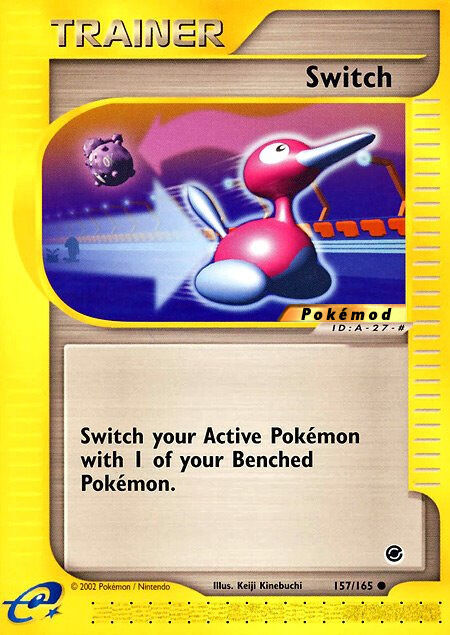 TRAINER
Switch
Pokémod
ID:A-27-#
Switch your Active Pokémon
with 1 of your Benched
Pokémon.
© 2002 Pokémon / Nintendo Illus. Keiji Kinebuchi 157/165
e